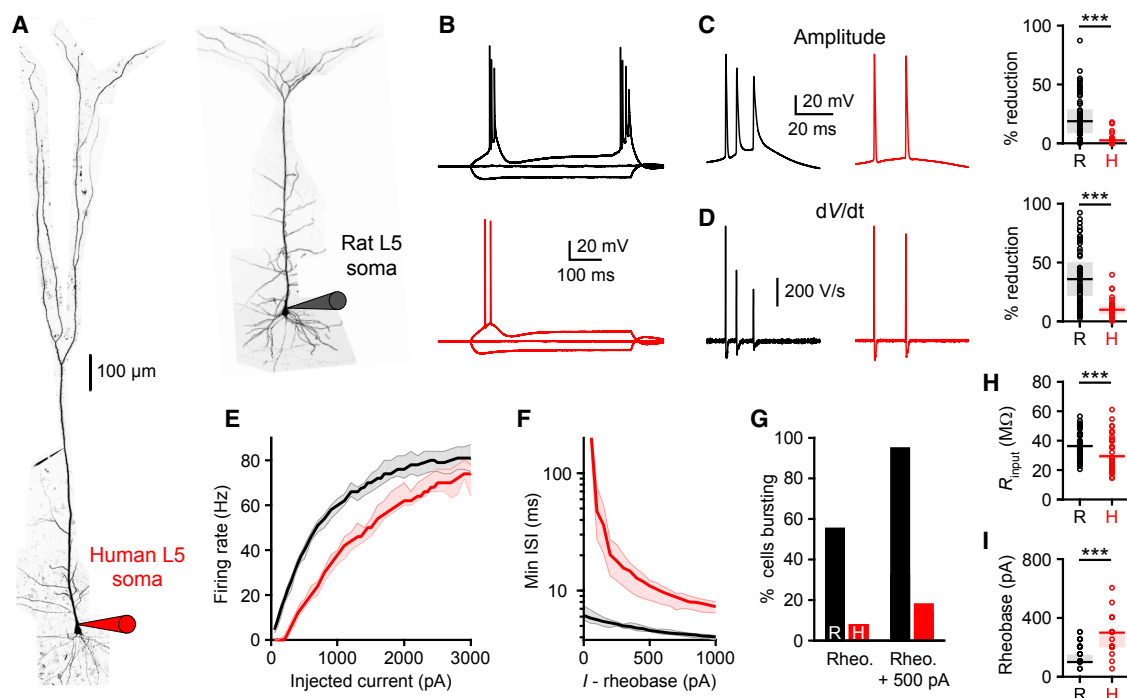 A
100 µm
Human L5
soma
Rat L5
soma
B
20 mV
100 ms
C
Amplitude
20 mV
20 ms
***
% reduction
100
50
0
R
H
D
dV/dt
200 V/s
***
% reduction
100
50
0
R
H
E
Firing rate (Hz)
80
60
40
20
0
0
1000
2000
3000
Injected current (pA)
F
Min ISI (ms)
100
10
0
500
1000
I - rheobase (pA)
G
% cells bursting
100
80
60
40
20
0
R
H
Rheo.
Rheo.
+ 500 pA
H
***
Rinput (MΩ)
80
60
40
20
0
R
H
I
***
Rheobase (pA)
800
400
0
R
H